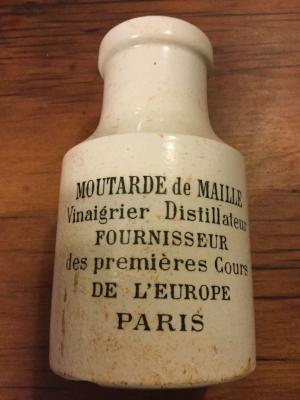 MOUTARDE de MAILLE
Vinaigrier Distillateur
FOURNISSEUR
des premières Cours
DE L'EUROPE
PARIS